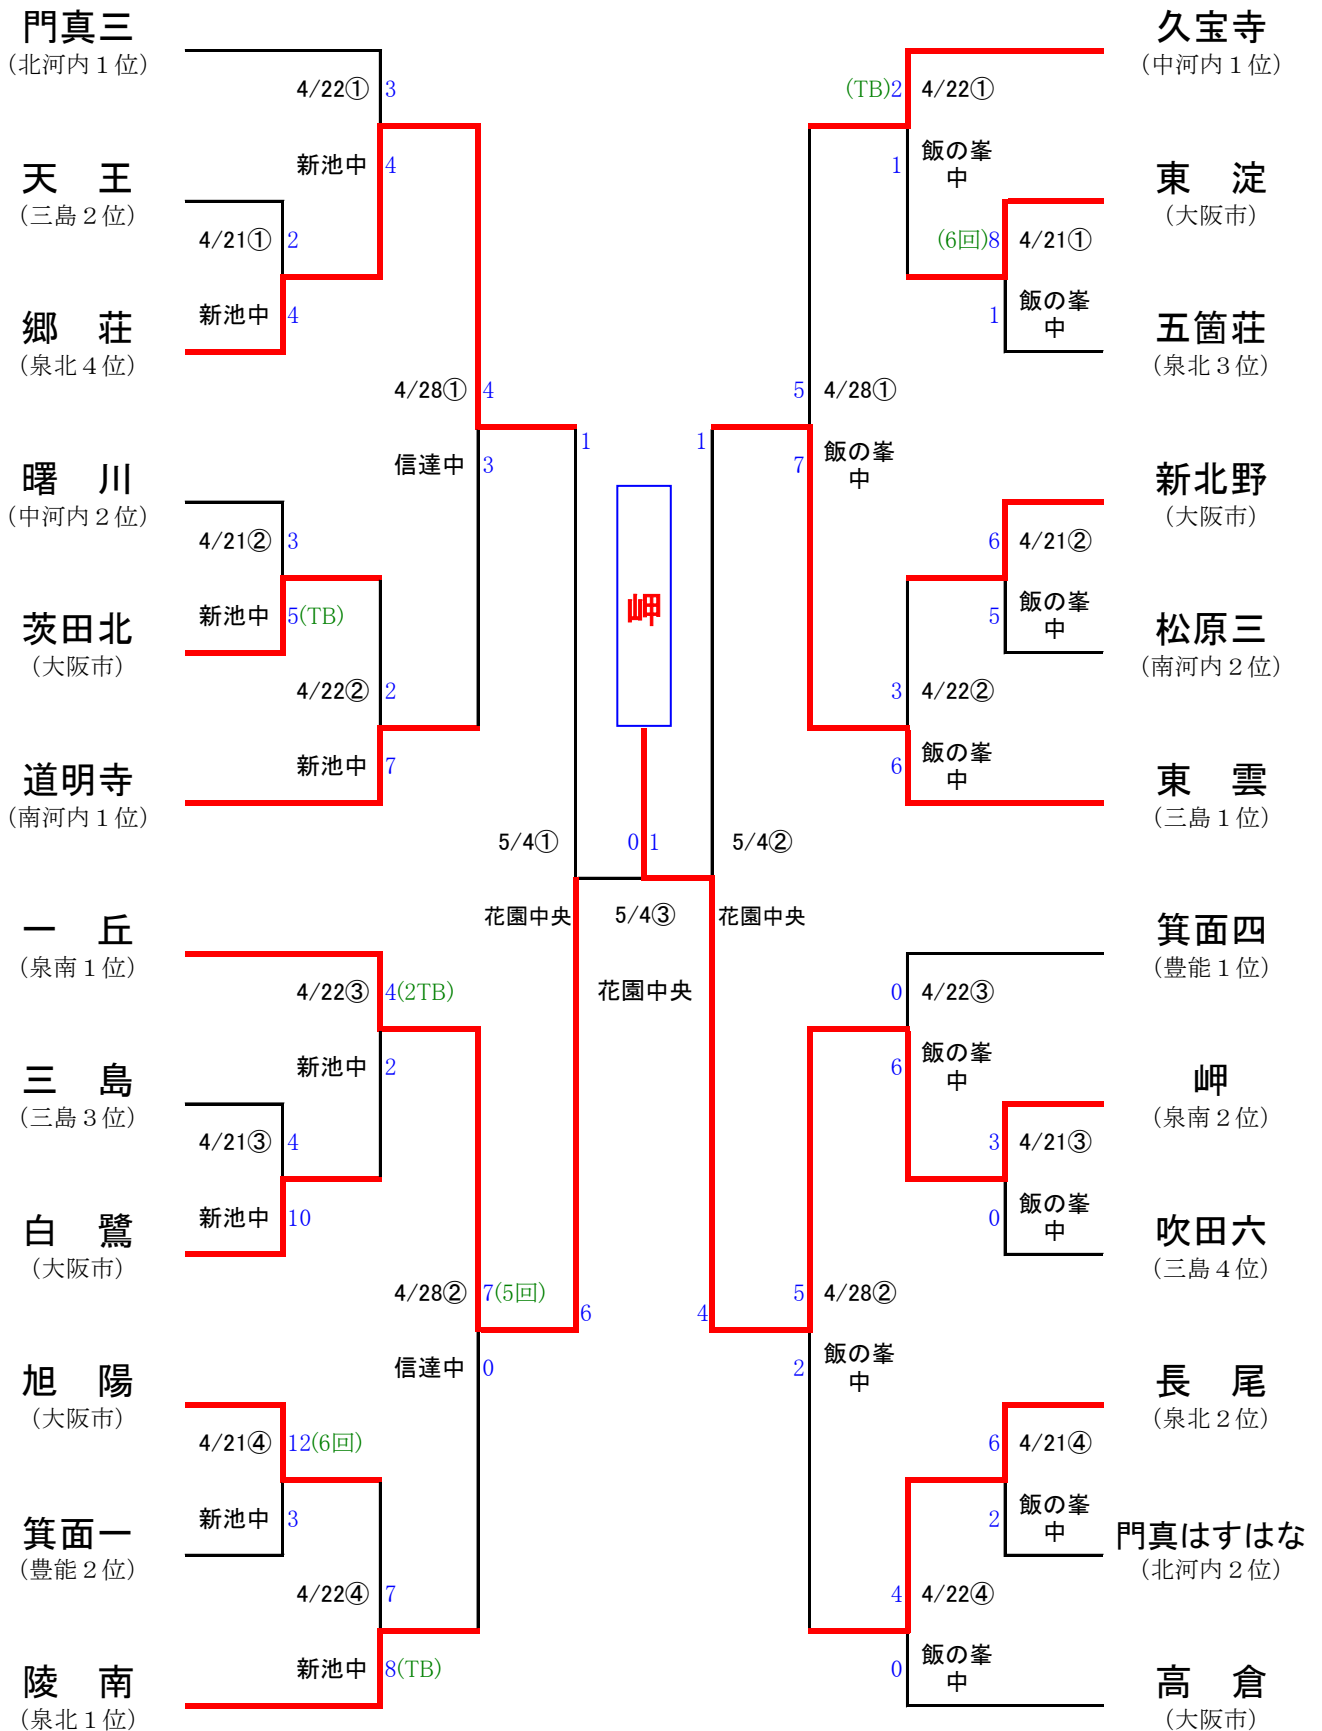 門真三
(北河内１位)
4/22① 3
新池中 4
天　王
(三島２位)
4/21① 2
新池中 4
郷　荘
(泉北４位)
4/28① 4
信達中 3
曙　川
(中河内２位)
4/21② 3
新池中 5(TB)
茨田北
(大阪市)
4/22② 2
新池中 7
道明寺
(南河内１位)
一　丘
(泉南１位)
4/22③ 4(2TB)
新池中 2
三　島
(三島３位)
4/21③ 4
新池中 10
白　鷺
(大阪市)
4/28② 7(5回)
信達中 0
旭　陽
(大阪市)
4/21④ 12(6回)
新池中 3
箕面一
(豊能２位)
4/22④ 7
新池中 8(TB)
陵　南
(泉北１位)
1
5/4①
花園中央
6
岬
0 1
5/4③
花園中央
1
5/4②
花園中央
4
久宝寺
(中河内１位)
(TB)2 4/22①
1 飯の峯
中
東　淀
(大阪市)
(6回)8 4/21①
1 飯の峯
中
五箇荘
(泉北３位)
5 4/28①
7 飯の峯
中
新北野
(大阪市)
6 4/21②
5 飯の峯
中
松原三
(南河内２位)
3 4/22②
6 飯の峯
中
東　雲
(三島１位)
箕面四
(豊能１位)
0 4/22③
6 飯の峯
中
岬
(泉南２位)
3 4/21③
0 飯の峯
中
吹田六
(三島４位)
5 4/28②
2 飯の峯
中
長　尾
(泉北２位)
6 4/21④
2 飯の峯
中
門真はすはな
(北河内２位)
4 4/22④
0 飯の峯
中
高　倉
(大阪市)